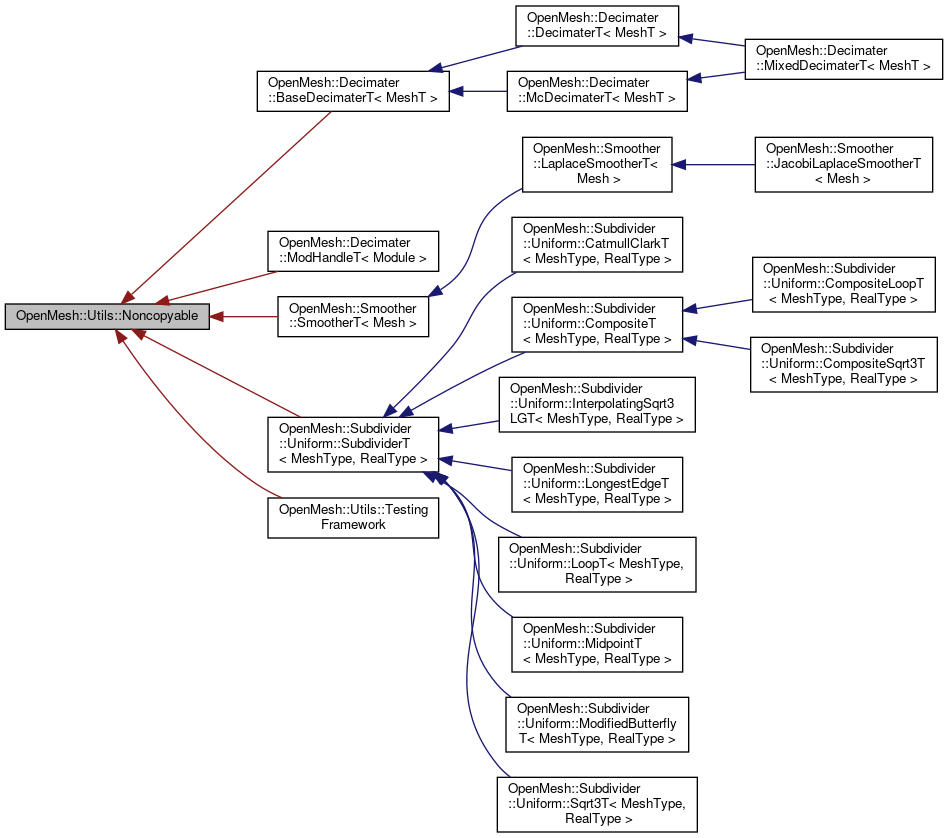 OpenMesh::Utils::Noncopyable
OpenMesh::Decimater
::BaseDecimaterT< MeshT >
OpenMesh::Decimater
::DecimaterT< MeshT >
OpenMesh::Decimater
::McDecimaterT< MeshT >
OpenMesh::Decimater
::MixedDecimaterT< MeshT >
OpenMesh::Decimater
::ModHandleT< Module >
OpenMesh::Smoother
::SmootherT< Mesh >
OpenMesh::Smoother
::LaplaceSmootherT<
Mesh >
OpenMesh::Smoother
::JacobiLaplaceSmootherT
< Mesh >
OpenMesh::Subdivider
::Uniform::SubdividerT
< MeshType, RealType >
OpenMesh::Subdivider
::Uniform::CatmullClarkT
< MeshType, RealType >
OpenMesh::Subdivider
::Uniform::CompositeT
< MeshType, RealType >
OpenMesh::Subdivider
::Uniform::CompositeLoopT
< MeshType, RealType >
OpenMesh::Subdivider
::Uniform::CompositeSqrt3T
< MeshType, RealType >
OpenMesh::Subdivider
::Uniform::InterpolatingSqrt3
LGT< MeshType, RealType >
OpenMesh::Subdivider
::Uniform::LongestEdgeT
< MeshType, RealType >
OpenMesh::Subdivider
::Uniform::LoopT< MeshType,
RealType >
OpenMesh::Subdivider
::Uniform::MidpointT
< MeshType, RealType >
OpenMesh::Subdivider
::Uniform::ModifiedButterfly
T< MeshType, RealType >
OpenMesh::Subdivider
::Uniform::Sqrt3T< MeshType,
RealType >
OpenMesh::Utils::Testing
Framework